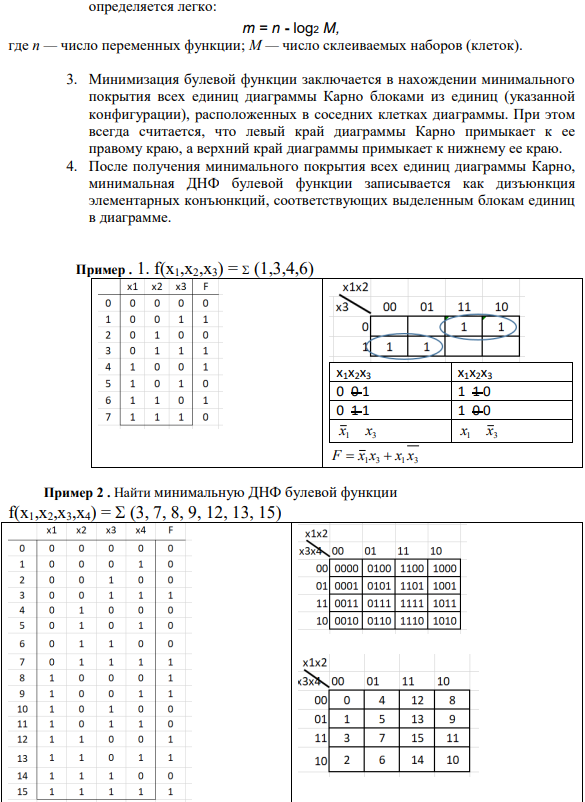 определяется легко:
m = n - log2 M,
где n — число переменных функции; M — число склеиваемых наборов (клеток).
3. Минимизация булевой функции заключается в нахождении минимального
покрытия всех единиц диаграммы Карно блоками из единиц (указанной
конфигурации), расположенных в соседних клетках диаграммы. При этом
всегда считается, что левый край диаграммы Карно примыкает к ее
правому краю, а верхний край диаграммы примыкает к нижнему ее краю.
4. После получения минимального покрытия всех единиц диаграммы Карно,
минимальная ДНФ булевой функции записывается как дизъюнкция
элементарных конъюнкций, соответствующих выделенным блокам единиц
в диаграмме.
Пример . 1. f(x₁,x₂,x₃) = Σ (1,3,4,6)
x1 x2 x3 F
0 0 0 0 0
1 0 0 1 1
2 0 1 0 0
3 0 1 1 1
4 1 0 0 1
5 1 0 1 0
6 1 1 0 1
7 1 1 1 0
x1x2
x3 00 01 11 10
0 1 1
1 1 1
x₁x₂x₃ x₁x₂x₃
0 0 1 1 1 0
0 1 1 1 0 0
x̅₁ x₃ x₁ x̅₃
F = x̅₁x₃ + x₁x̅₃
Пример 2 . Найти минимальную ДНФ булевой функции
f(x₁,x₂,x₃,x₄) = Σ (3, 7, 8, 9, 12, 13, 15)
x1 x2 x3 x4 F
0 0 0 0 0 0
1 0 0 0 1 0
2 0 0 1 0 0
3 0 0 1 1 1
4 0 1 0 0 0
5 0 1 0 1 0
6 0 1 1 0 0
7 0 1 1 1 1
8 1 0 0 0 1
9 1 0 0 1 1
10 1 0 1 0 0
11 1 0 1 1 0
12 1 1 0 0 1
13 1 1 0 1 1
14 1 1 1 0 0
15 1 1 1 1 1
x1x2
x3x4 00 01 11 10
00 0000 0100 1100 1000
01 0001 0101 1101 1001
11 0011 0111 1111 1011
10 0010 0110 1110 1010
x1x2
x3x4 00 01 11 10
00 0 4 12 8
01 1 5 13 9
11 3 7 15 11
10 2 6 14 10